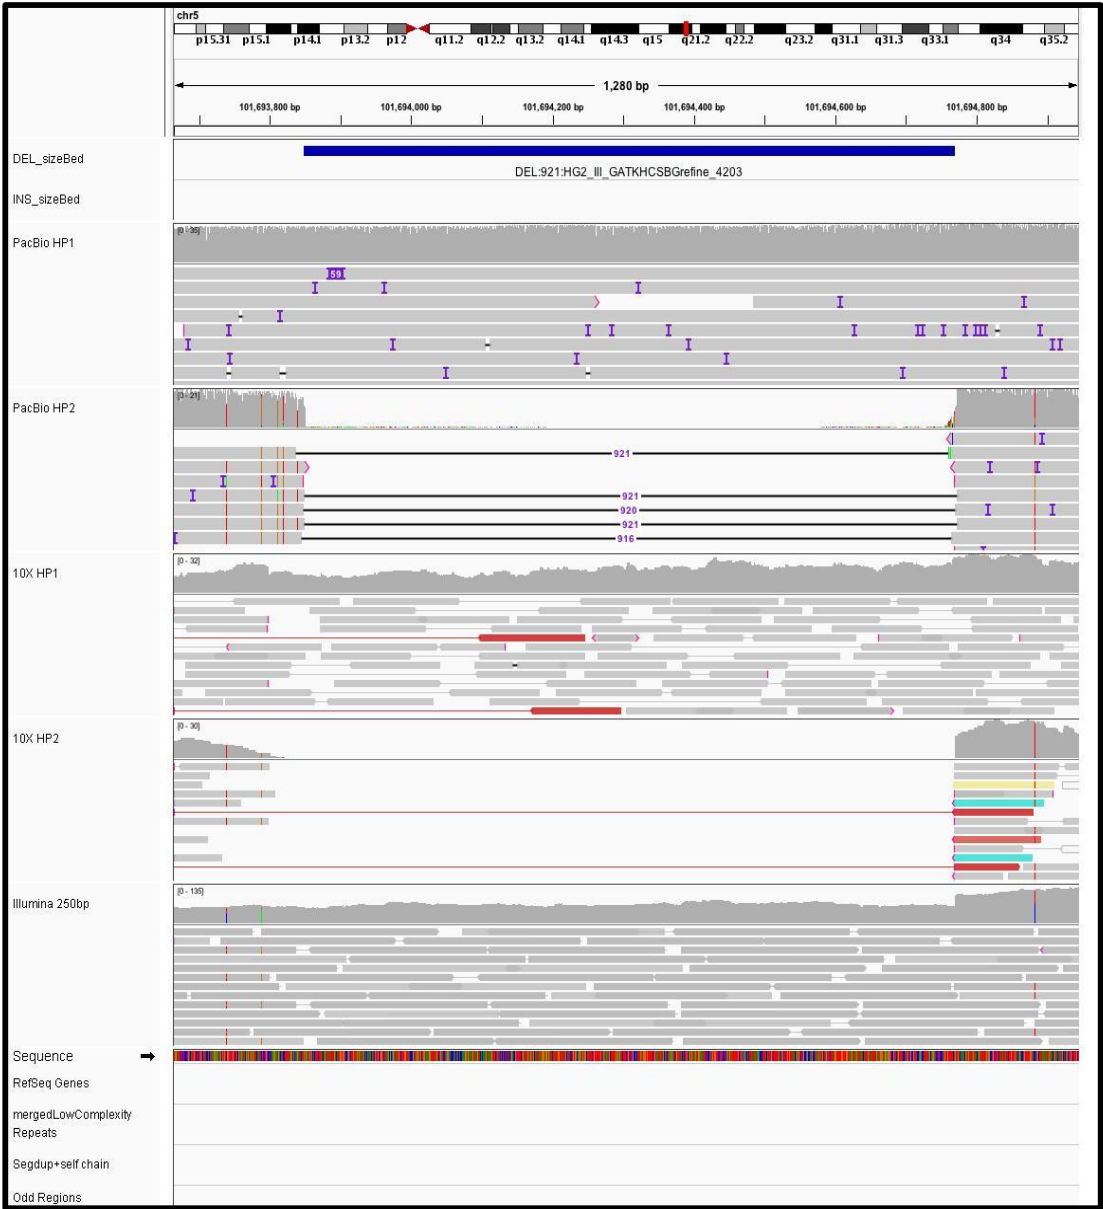 chr5
p15.31 p15.1 p14.1 p13.2 p12 q11.2 q12.2 q13.2 q14.1 q14.3 q15 q21.2 q22.2 q23.2 q31.1 q31.3 q33.1 q34 q35.2
1,280 bp
101,693,800 bp 101,694,000 bp 101,694,200 bp 101,694,400 bp 101,694,600 bp 101,694,800 bp
DEL_sizeBed
DEL:921:HG2_III_GATKHCSBGrefine_4203
INS_sizeBed
PacBio HP1
[0 - 35]
59
PacBio HP2
[0 - 21]
921
921
920
921
916
10X HP1
[0 - 32]
10X HP2
[0 - 30]
Illumina 250bp
[0 - 135]
Sequence
RefSeq Genes
mergedLowComplexity
Repeats
Segdup+self chain
Odd Regions